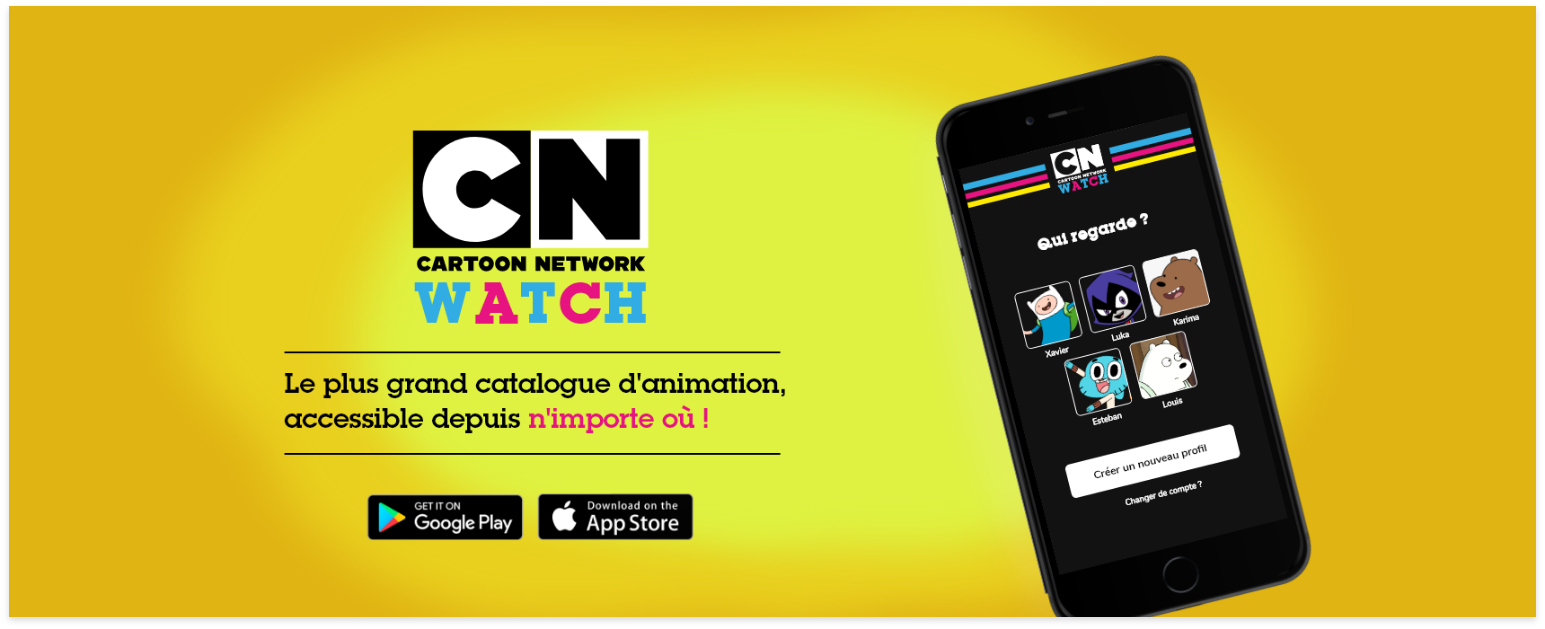 CN
CARTOON NETWORK
WATCH
Le plus grand catalogue d'animation,
accessible depuis n'importe où !
GET IT ON
Google Play
Download on the
App Store
CN
CARTOON NETWORK
WATCH
Qui regarde ?
Xavier
Luka
Karima
Esteban
Louis
Créer un nouveau profil
Changer de compte ?